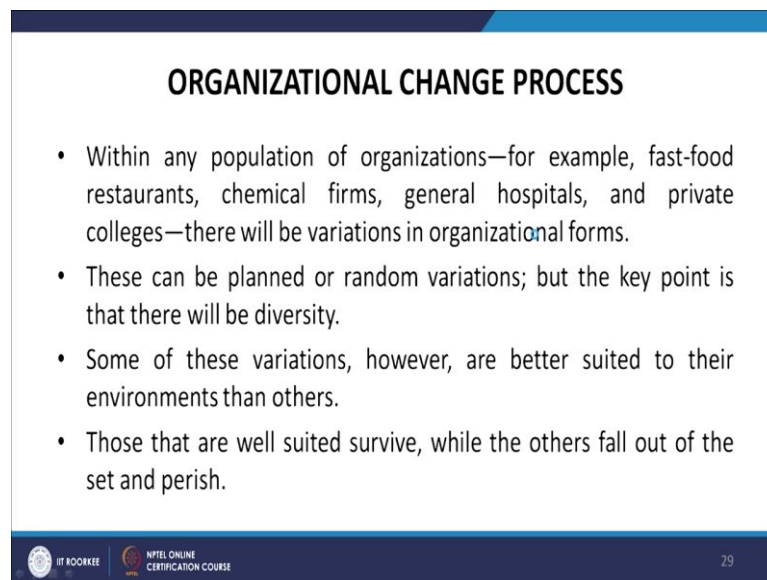 ORGANIZATIONAL CHANGE PROCESS
• Within any population of organizations—for example, fast-food
restaurants, chemical firms, general hospitals, and private
colleges—there will be variations in organizational forms.
• These can be planned or random variations; but the key point is
that there will be diversity.
• Some of these variations, however, are better suited to their
environments than others.
• Those that are well suited survive, while the others fall out of the
set and perish.
IIT ROORKEE
NPTEL ONLINE
CERTIFICATION COURSE
29